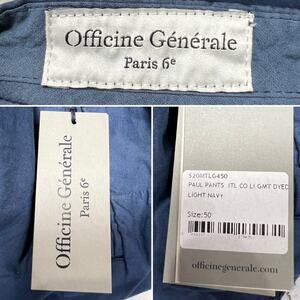 Officine Générale
Paris 6ᵉ
Officine Générale
Paris 6ᵉ
S20MTLG450
PAUL PANTS ITL CO LI GMT DYED
LIGHT NAVY
Size:50
officinegenerale.com